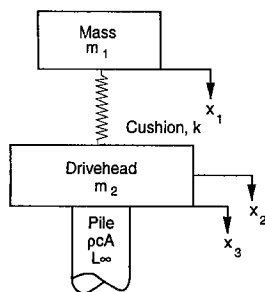 Mass
m₁
x₁
Cushion, k
Drivehead
m₂
x₂
Pile
ρcA
L∞
x₃